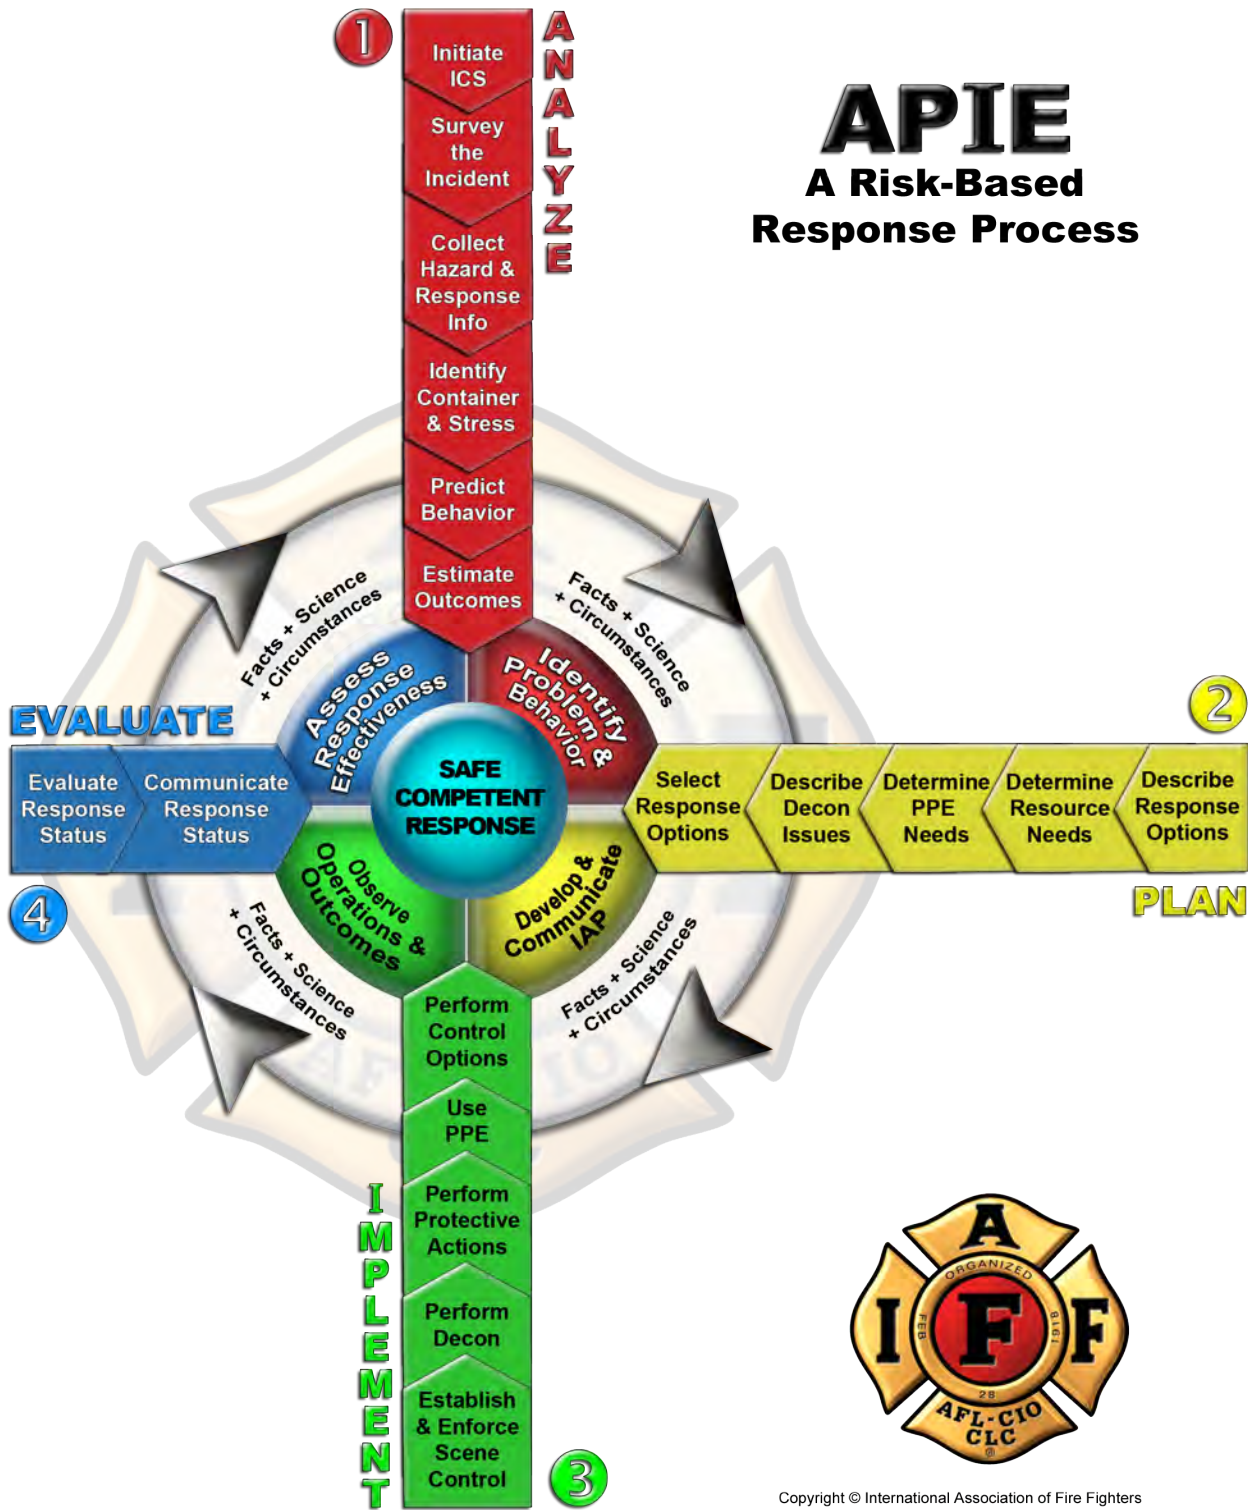 APIE
A Risk-Based
Response Process
1
ANALYZE
Initiate
ICS
Survey
the
Incident
Collect
Hazard &
Response
Info
Identify
Container
& Stress
Predict
Behavior
Estimate
Outcomes
Facts + Science
+ Circumstances
Identify
Problem &
Behavior
2
PLAN
Describe
Response
Options
Determine
Resource
Needs
Determine
PPE
Needs
Describe
Decon
Issues
Select
Response
Options
Facts + Science
+ Circumstances
Develop &
Communicate
IAP
3
IMPLEMENT
Establish
& Enforce
Scene
Control
Perform
Decon
Perform
Protective
Actions
Use
PPE
Perform
Control
Options
Facts + Science
+ Circumstances
Observe
Operations &
Outcomes
4
EVALUATE
Evaluate
Response
Status
Communicate
Response
Status
Facts + Science
+ Circumstances
Assess
Response
Effectiveness
SAFE
COMPETENT
RESPONSE
AFL-CIO
A
ORGANIZED
I F F
FEB 28 1918
AFL-CIO
CLC
®
Copyright © International Association of Fire Fighters